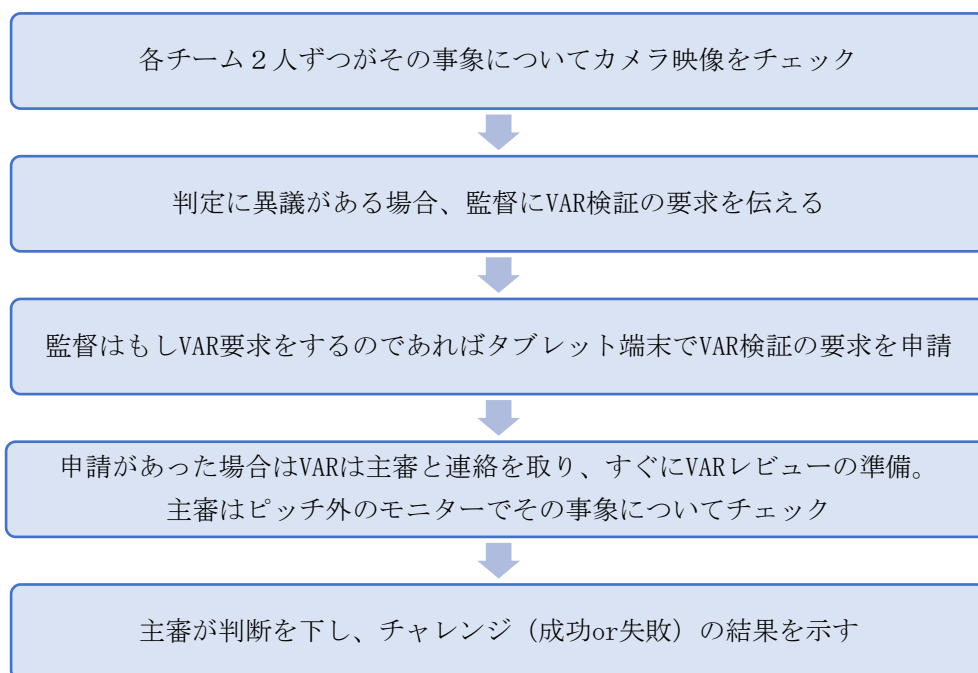 各チーム２人ずつがその事象についてカメラ映像をチェック
判定に異議がある場合、監督にVAR検証の要求を伝える
監督はもしVAR要求をするのであればタブレット端末でVAR検証の要求を申請
申請があった場合はVARは主審と連絡を取り、すぐにVARレビューの準備。
主審はピッチ外のモニターでその事象についてチェック
主審が判断を下し、チャレンジ（成功or失敗）の結果を示す